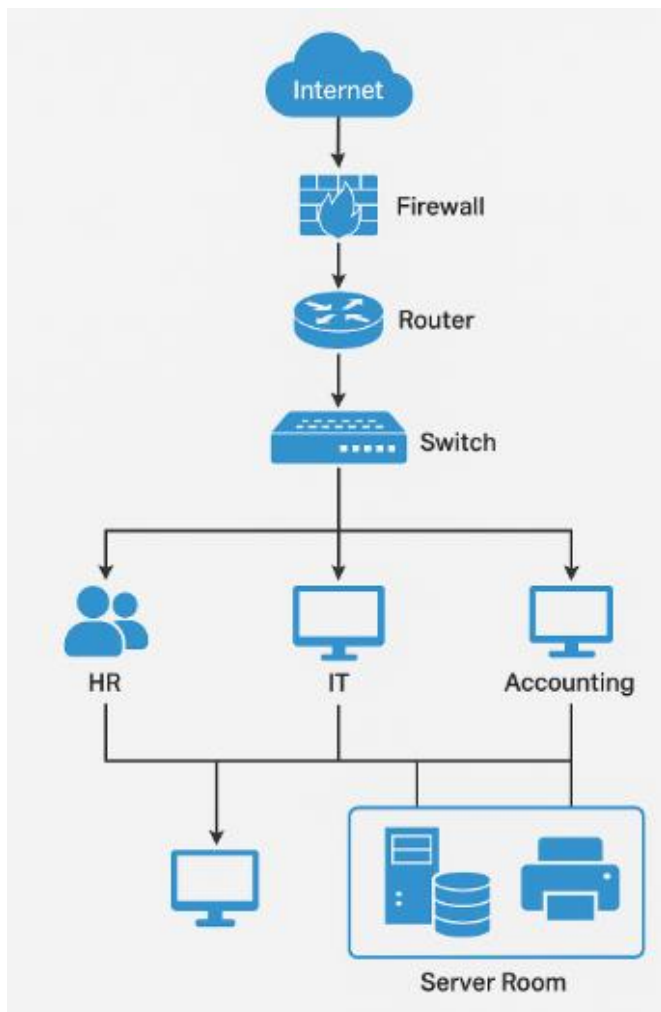 Internet
Firewall
Router
Switch
HR
IT
Accounting
Server Room